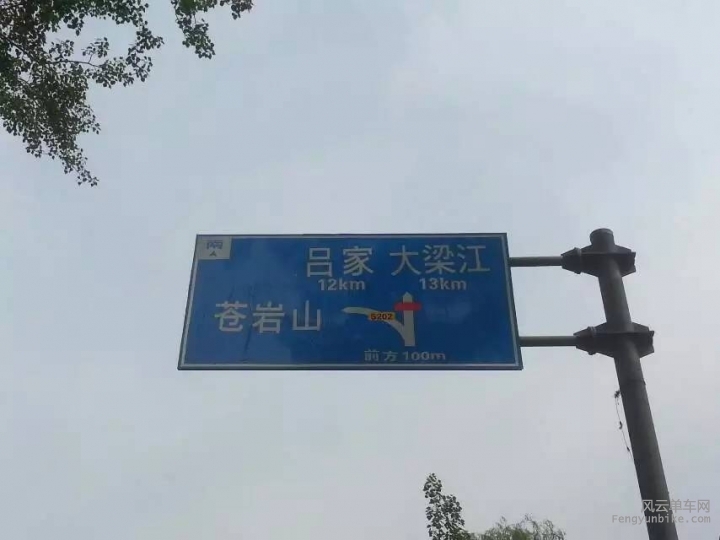 吕家 大梁江
12km 13km
苍岩山
S202
前方100m
风云单车网
Fengyunbike.com